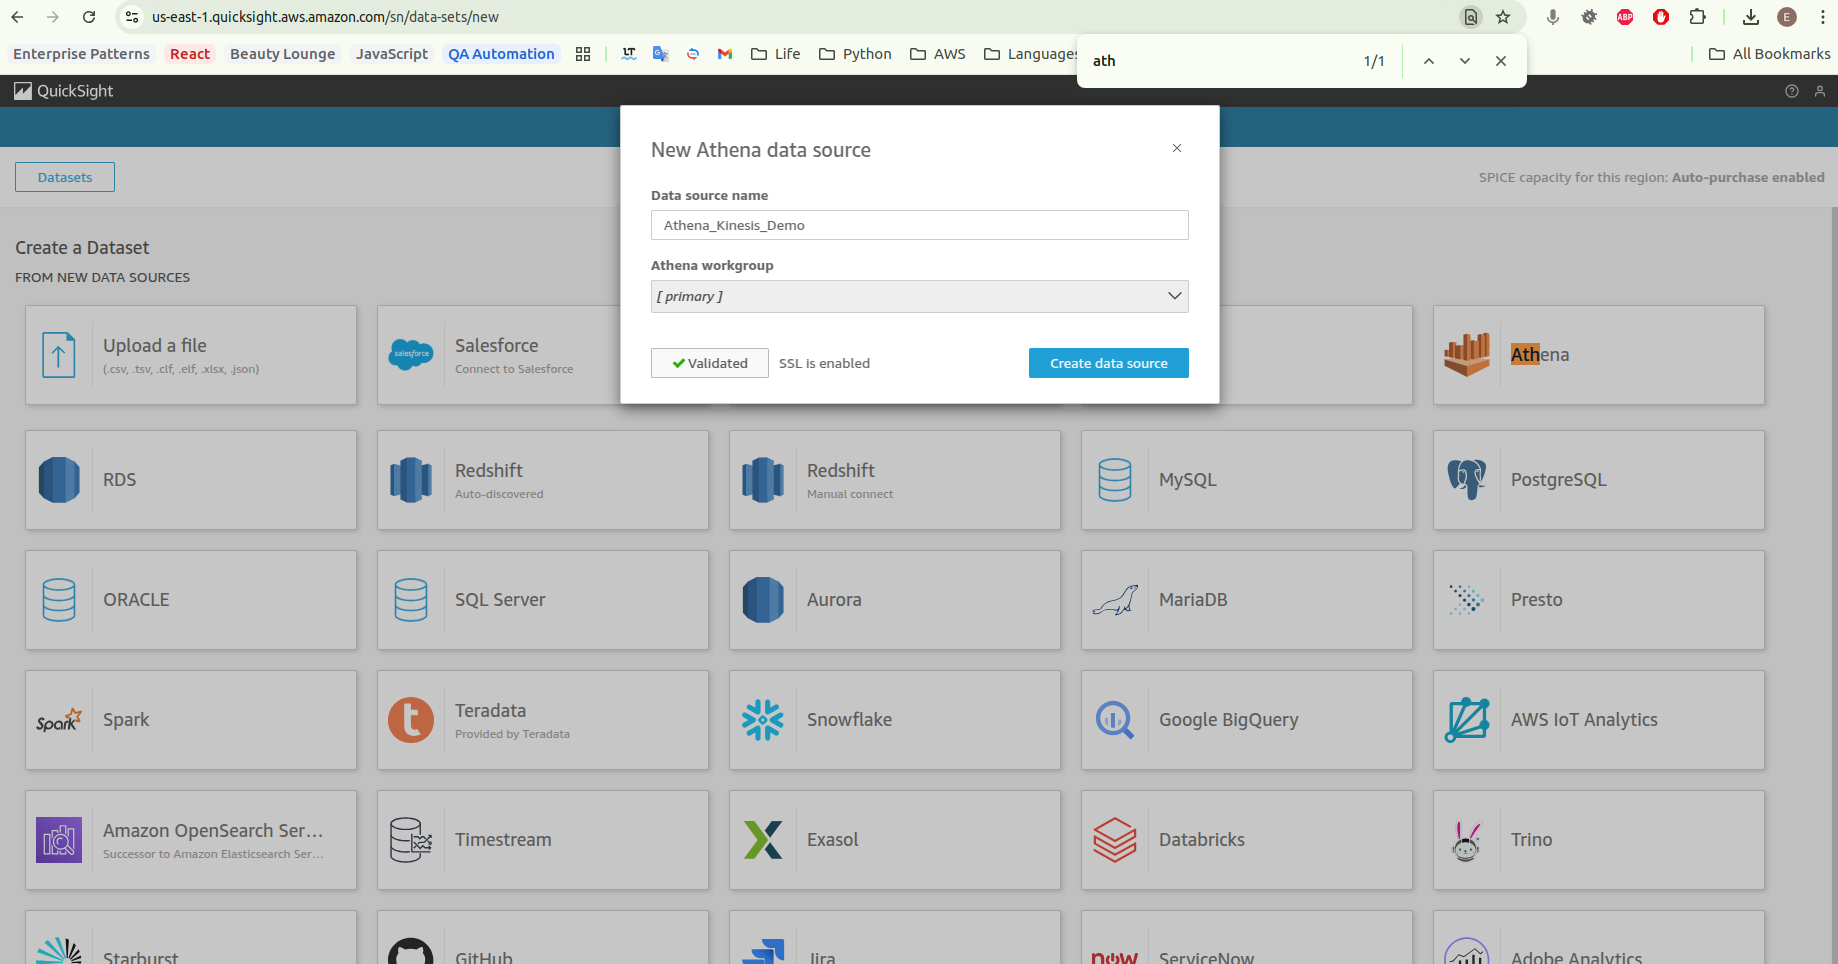 us-east-1.quicksight.aws.amazon.com/sn/data-sets/new
ABP
E
Enterprise Patterns
React
Beauty Lounge
JavaScript
QA Automation
LT
Life
Python
AWS
Languages
All Bookmarks
ath
1/1
QuickSight
Datasets
SPICE capacity for this region: Auto-purchase enabled
New Athena data source
Data source name
Athena_Kinesis_Demo
Athena workgroup
[ primary ]
Validated
SSL is enabled
Create data source
Create a Dataset
FROM NEW DATA SOURCES
Upload a file
(.csv, .tsv, .clf, .elf, .xlsx, .json)
salesforce
Salesforce
Connect to Salesforce
Athena
RDS
Redshift
Auto-discovered
Redshift
Manual connect
MySQL
PostgreSQL
ORACLE
SQL Server
Aurora
MariaDB
Presto
Spark
Spark
t
Teradata
Provided by Teradata
Snowflake
Google BigQuery
AWS IoT Analytics
Amazon OpenSearch Ser...
Successor to Amazon Elasticsearch Ser...
Timestream
Exasol
Databricks
Trino
Starburst
GitHub
Jira
now
ServiceNow
Adobe Analytics